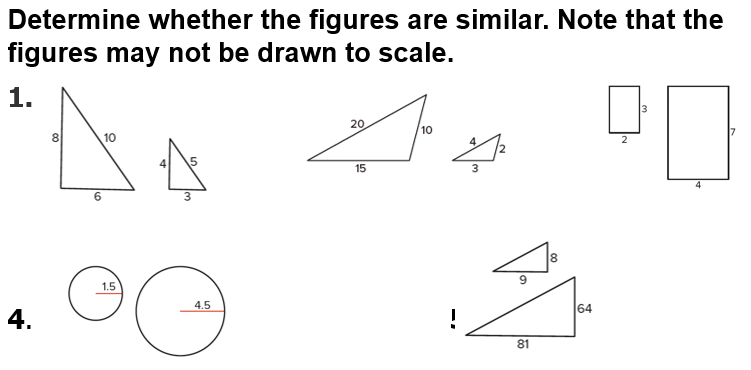 Determine whether the figures are similar. Note that the
figures may not be drawn to scale.
1.
8 10 6
4 5 3
20 10 15
4 2 3
3 2
7 4
4.
1.5
4.5
8 9
64 81